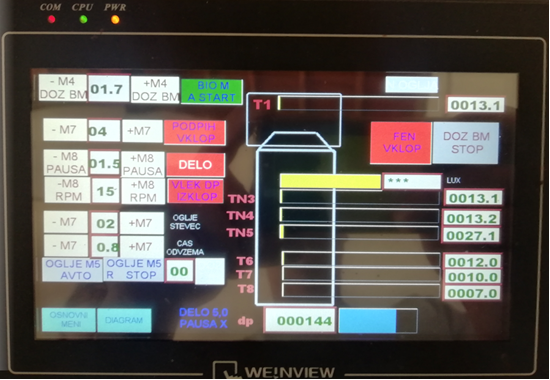 COM CPU PWR
- M4 DOZ BM 01.7 +M4 DOZ BM BIO M A START
T1 0013.1
- M7 04 +M7 PODPIH VKLOP
FEN VKLOP DOZ BM STOP
- M8 PAUSA 01.5 +M8 PAUSA DELO
-M8 RPM 15 +M8 RPM VLEK DP IZKLOP
*** LUX
TN3 0013.1
- M7 02 +M7 OGLJE STEVEC
TN4 0013.2
TN5 0027.1
- M7 0.8 +M7 CAS ODVZEMA
T6 0012.0
OGLJE M5 AVTO OGLJE M5 R STOP 00
T7 0010.0
T8 0007.0
OSNOVNI MENI DIAGRAM DELO 5,0 PAUSA X dp 000144
WE!NVIEW